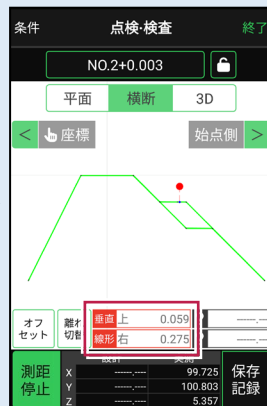 条件 点検·検査 終了
NO.2+0.003
平面 横断 3D
< 座標 始点側 >
オフ
セット
離れ
切替
垂直 上 0.059
線形 右 0.275
-----.---
-----.---
測距
停止
設計 実測
X -----.--- 99.725
Y -----.--- 100.803
Z -----.--- 5.357
保存
記録